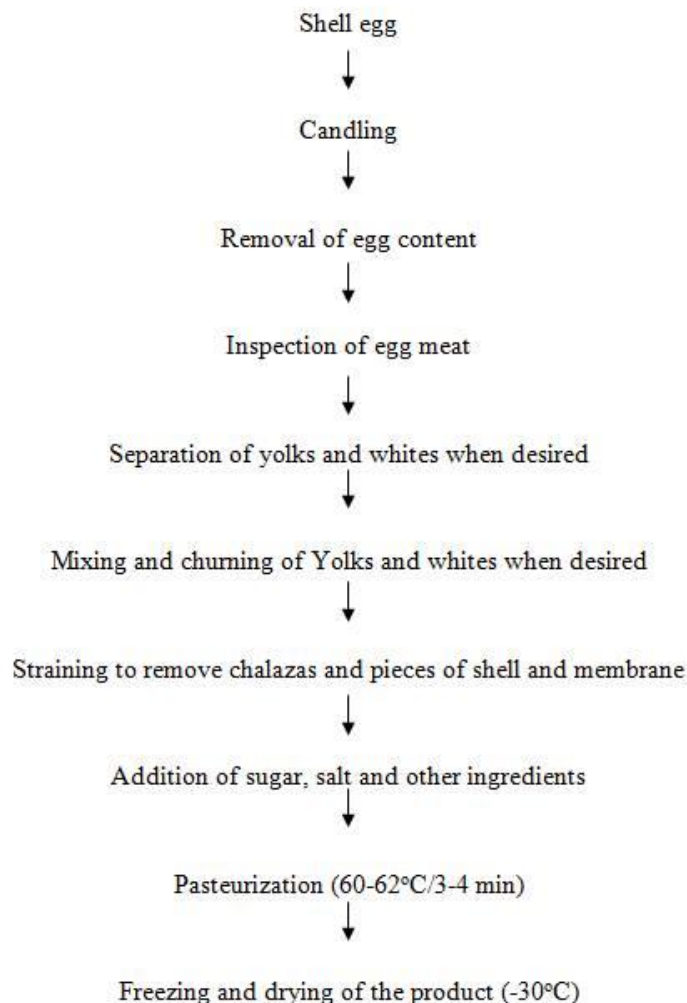 Shell egg
Candling
Removal of egg content
Inspection of egg meat
Separation of yolks and whites when desired
Mixing and churning of Yolks and whites when desired
Straining to remove chalazas and pieces of shell and membrane
Addition of sugar, salt and other ingredients
Pasteurization (60-62°C/3-4 min)
Freezing and drying of the product (-30°C)